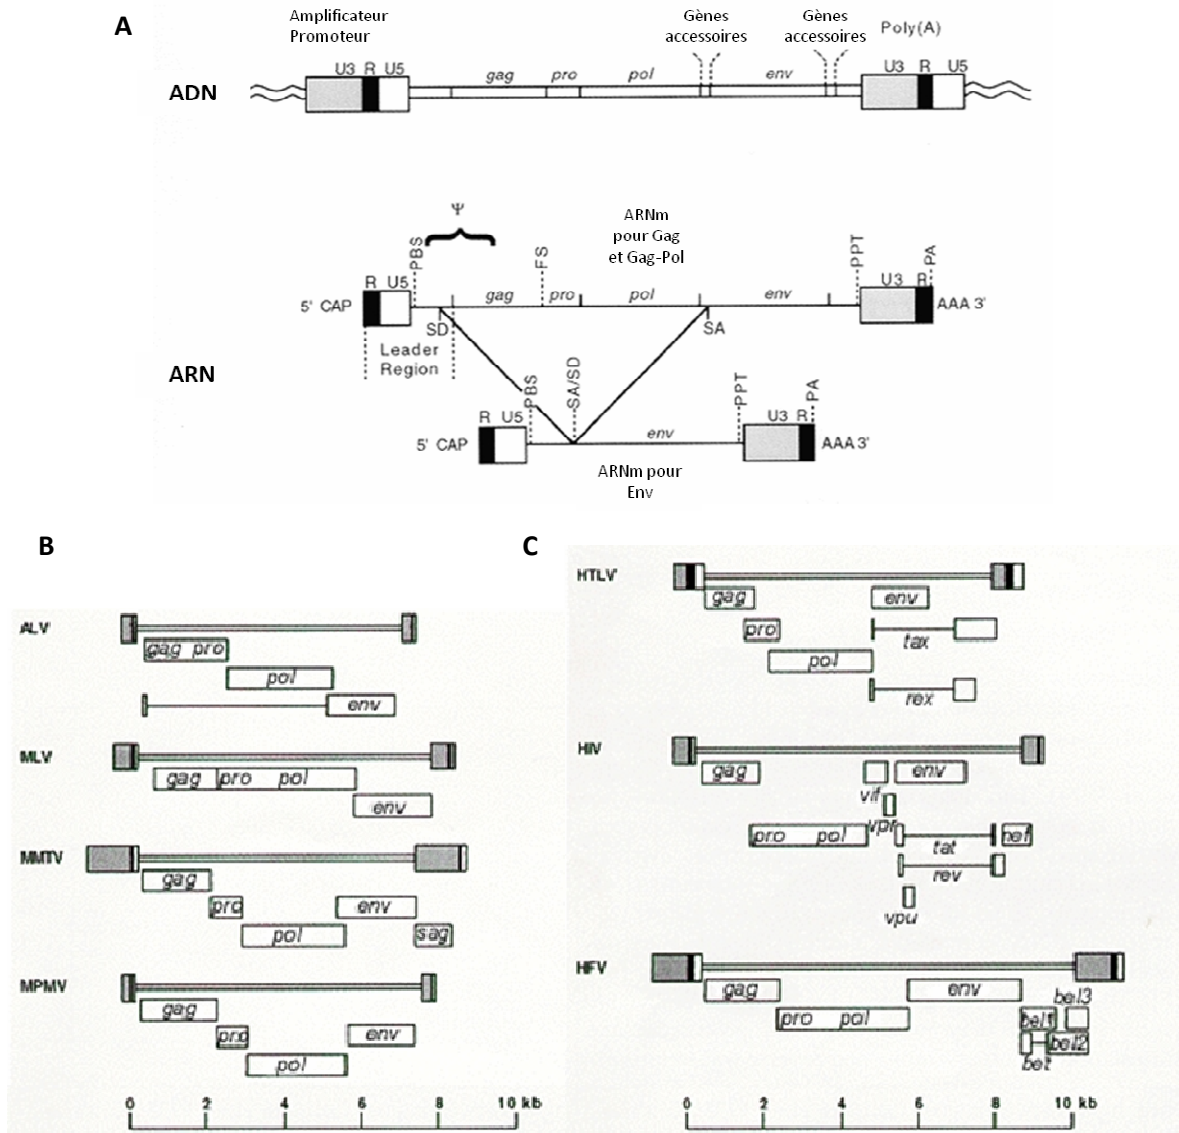 A
Amplificateur
Promoteur
Gènes
accessoires
Gènes
accessoires
Poly(A)
U3 R U5
gag pro pol env
U3 R U5
ADN
Ψ
ARNm
pour Gag
et Gag-Pol
PBS
FS
PPT
PA
R U5
gag pro pol env
U3 R
5' CAP
AAA 3'
SD
SA
Leader
Region
ARN
PBS
SA/SD
PPT
PA
R U5
env
U3 R
5' CAP
AAA 3'
ARNm pour
Env
B
ALV
gag pro
pol
env
MLV
gag pro pol
env
MMTV
gag
pro env
pol sag
MPMV
gag
pro env
pol
0 2 4 6 8 10 kb
C
HTLV
gag env
pro tax
pol
rex
HIV
gag env
vif
vpr
pro pol tat nef
rev
vpu
HFV
gag env
bel3
pro pol bel1
bel2
bet
0 2 4 6 8 10 kb